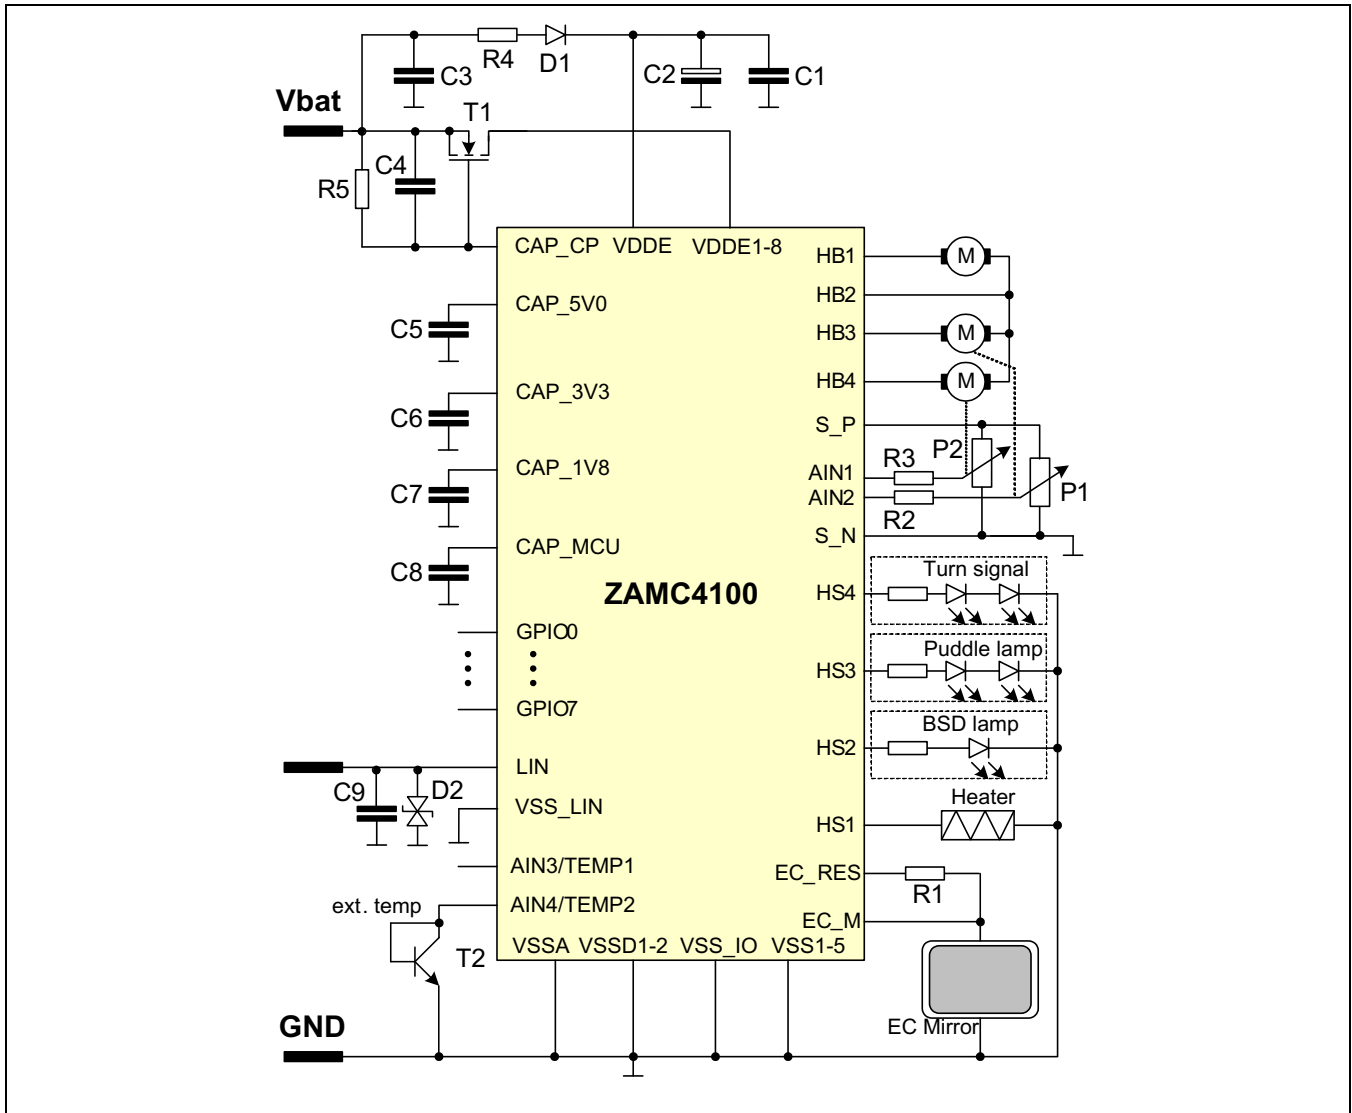 R4
D1
C3
C2
C1
Vbat
T1
C4
R5
CAP_CP
VDDE
VDDE1-8
HB1
M
HB2
CAP_5V0
C5
HB3
M
HB4
M
CAP_3V3
C6
S_P
P2
R3
AIN1
AIN2
P1
R2
CAP_1V8
C7
S_N
CAP_MCU
C8
ZAMC4100
HS4
Turn signal
GPIO0
HS3
Puddle lamp
GPIO7
HS2
BSD lamp
LIN
C9
D2
VSS_LIN
HS1
Heater
AIN3/TEMP1
EC_RES
R1
ext. temp
AIN4/TEMP2
EC_M
T2
VSSA
VSSD1-2
VSS_IO
VSS1-5
EC Mirror
GND